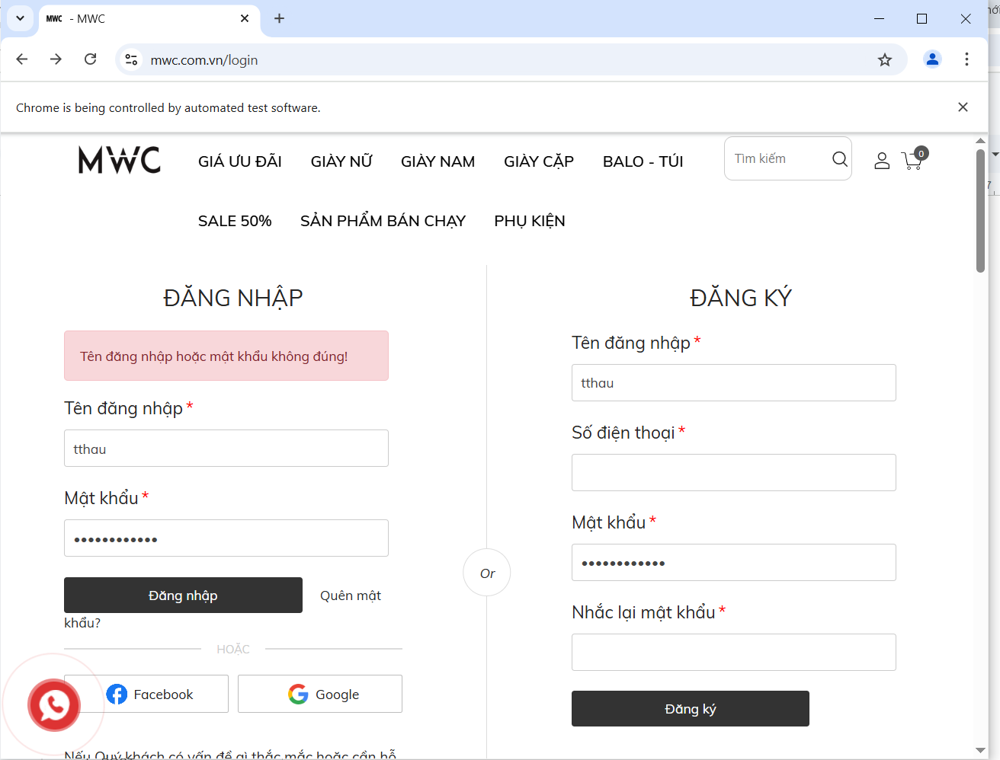 MWC - MWC
mwc.com.vn/login
Chrome is being controlled by automated test software.
MWC
GIÁ ƯU ĐÃI
GIÀY NỮ
GIÀY NAM
GIÀY CẶP
BALO - TÚI
Tìm kiếm
0
SALE 50%
SẢN PHẨM BÁN CHẠY
PHỤ KIỆN
ĐĂNG NHẬP
Tên đăng nhập hoặc mật khẩu không đúng!
Tên đăng nhập *
tthau
Mật khẩu *
••••••••••••
Đăng nhập
Quên mật
khẩu?
HOẶC
Facebook
Google
Nếu Quý khách có vấn đề gì thắc mắc hoặc cần hỗ
Or
ĐĂNG KÝ
Tên đăng nhập *
tthau
Số điện thoại *
Mật khẩu *
••••••••••••
Nhắc lại mật khẩu *
Đăng ký